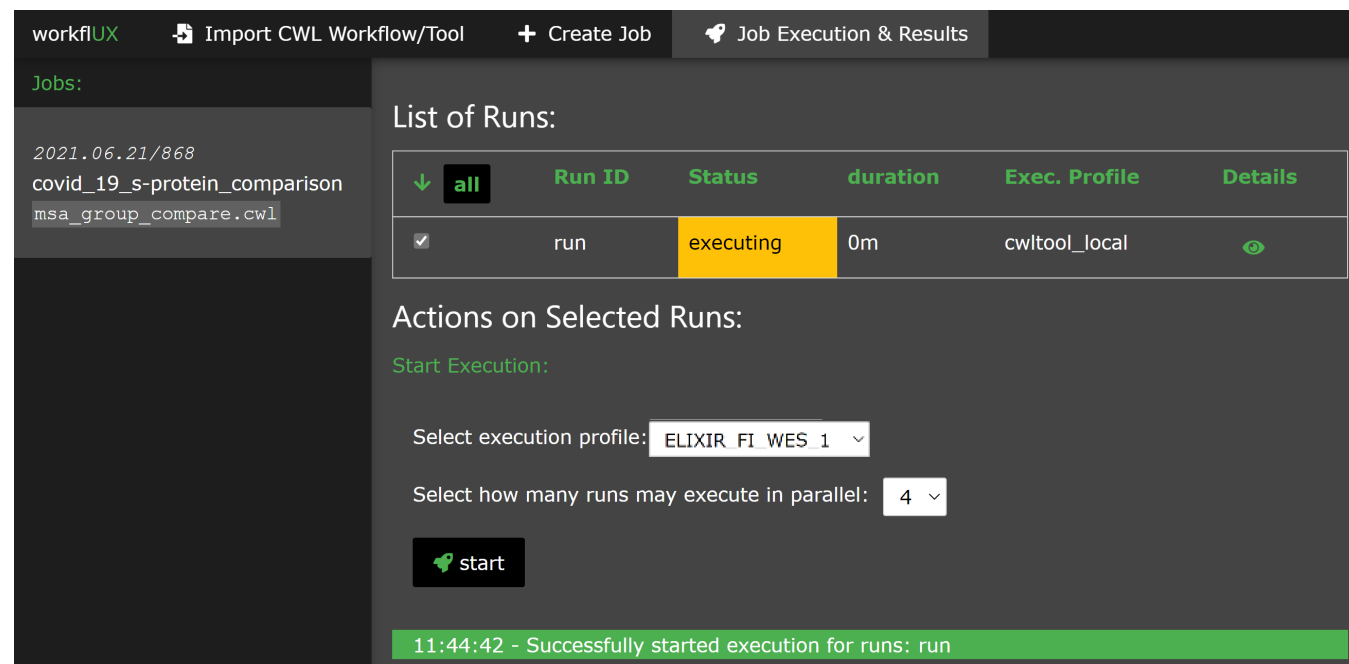 workflUX Import CWL Workflow/Tool Create Job Job Execution & Results
Jobs:
2021.06.21/868
covid_19_s-protein_comparison
msa_group_compare.cwl
List of Runs:
all Run ID Status duration Exec. Profile Details
run executing 0m cwltool_local
Actions on Selected Runs:
Start Execution:
Select execution profile: ELIXIR_FI_WES_1
Select how many runs may execute in parallel: 4
start
11:44:42 - Successfully started execution for runs: run